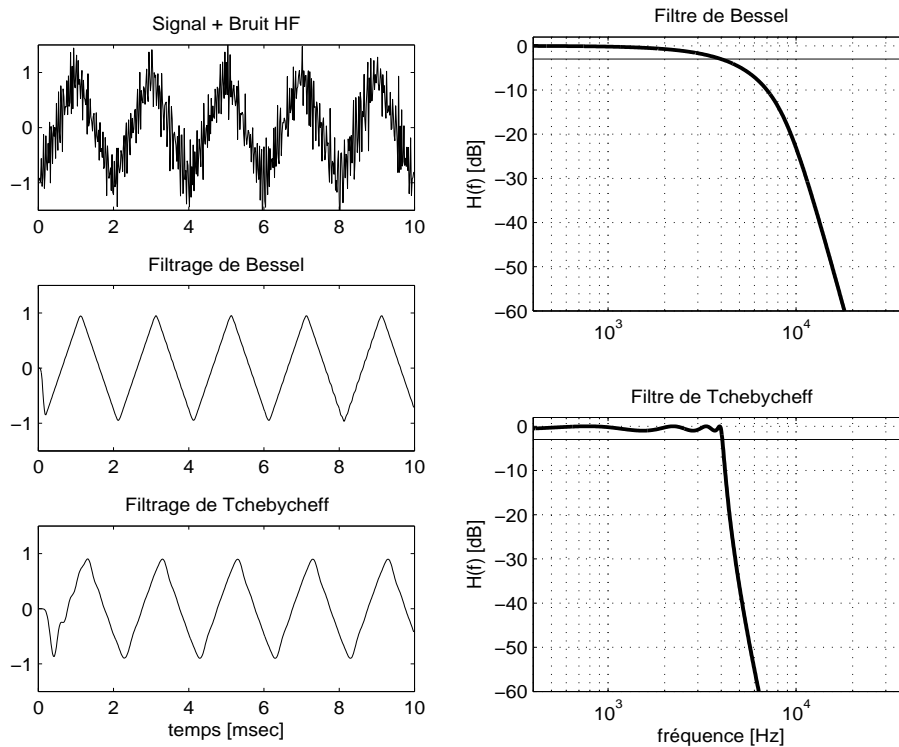 Signal + Bruit HF
1
0
−1
0 2 4 6 8 10
Filtrage de Bessel
1
0
−1
0 2 4 6 8 10
Filtrage de Tchebycheff
1
0
−1
0 2 4 6 8 10
temps [msec]
Filtre de Bessel
0
−10
−20
−30
−40
−50
−60
H(f) [dB]
10³ 10⁴
Filtre de Tchebycheff
0
−10
−20
−30
−40
−50
−60
H(f) [dB]
10³ 10⁴
fréquence [Hz]